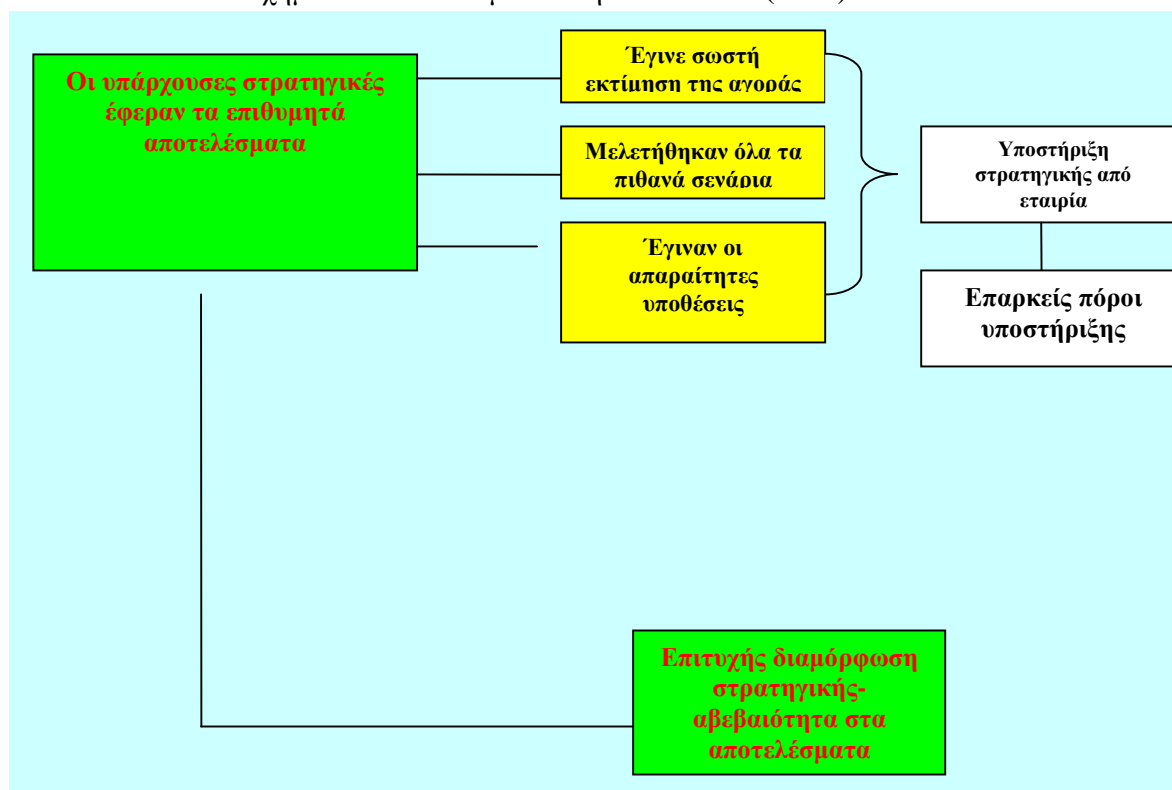 Οι υπάρχουσες στρατηγικές
έφεραν τα επιθυμητά
αποτελέσματα
Έγινε σωστή
εκτίμηση της αγοράς
Μελετήθηκαν όλα τα
πιθανά σενάρια
Έγιναν οι
απαραίτητες
υποθέσεις
Υποστήριξη
στρατηγικής από
εταιρία
Επαρκείς πόροι
υποστήριξης
Επιτυχής διαμόρφωση
στρατηγικής-
αβεβαιότητα στα
αποτελέσματα